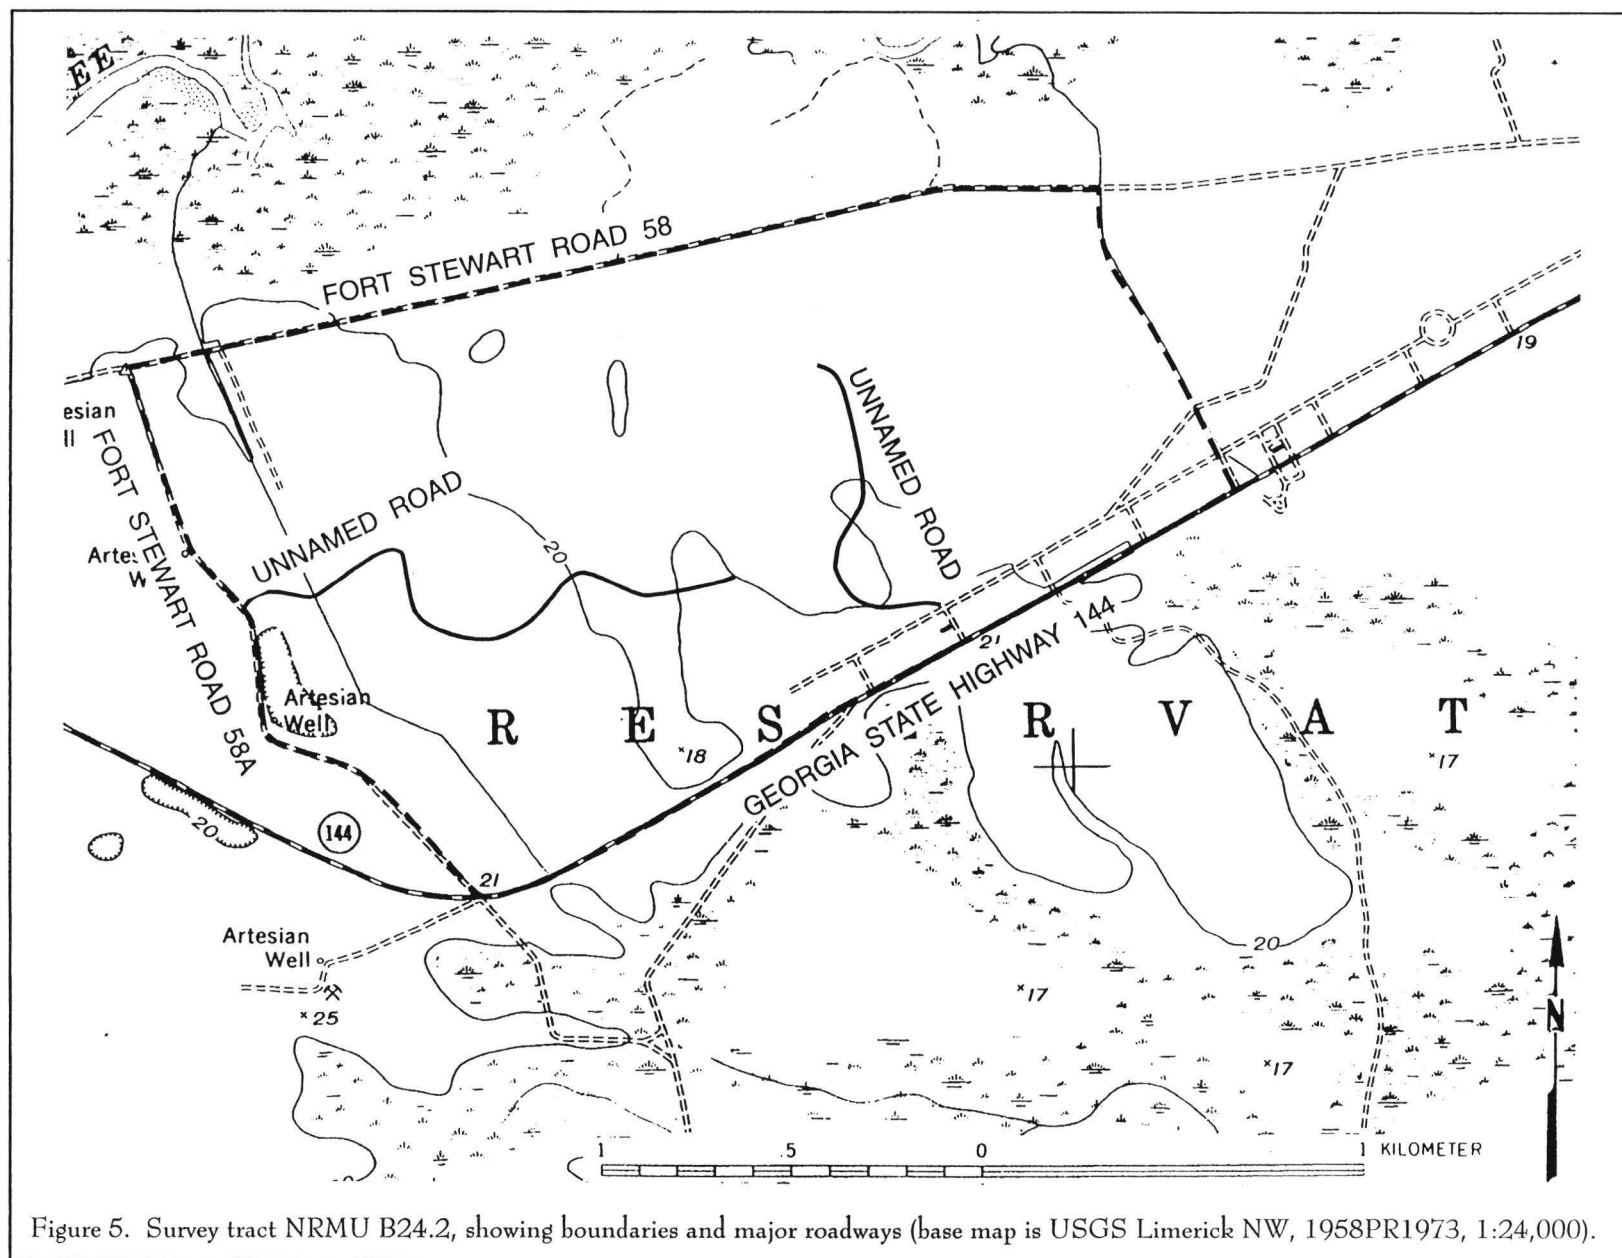 EE
FORT STEWART ROAD 58
19
esian
ll
UNNAMED ROAD
FORT STEWART ROAD 58A
UNNAMED ROAD
20
Artes
W
21
GEORGIA STATE HIGHWAY 144
Artesian
Well
R E S R V A T
18
17
20
144
21
Artesian
Well
25
20
17
17
1 .5 0 1 KILOMETER
N
Figure 5. Survey tract NRMU B24.2, showing boundaries and major roadways (base map is USGS Limerick NW, 1958PR1973, 1:24,000).